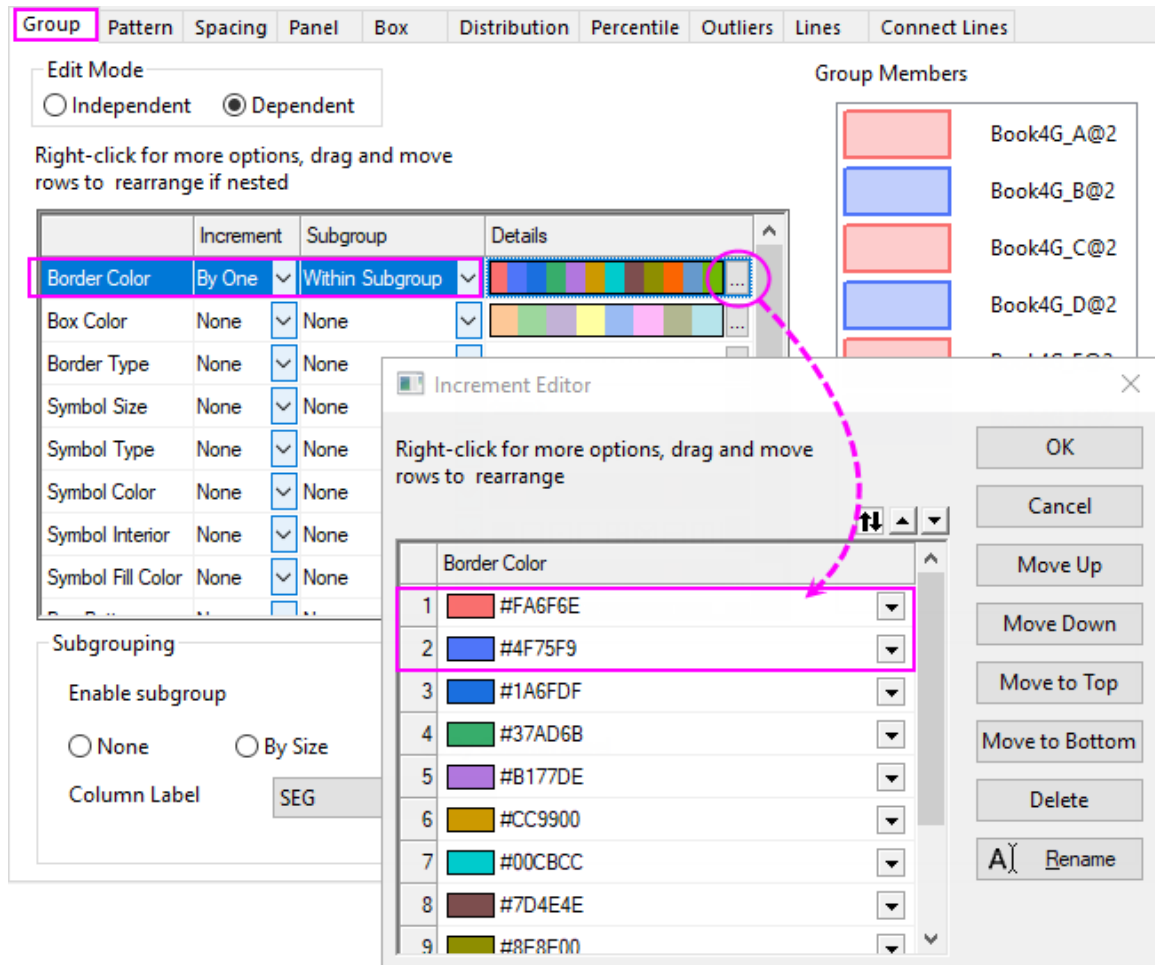 Group Pattern Spacing Panel Box Distribution Percentile Outliers Lines Connect Lines
Edit Mode
Independent Dependent
Group Members
Book4G_A@2
Book4G_B@2
Book4G_C@2
Book4G_D@2
Right-click for more options, drag and move
rows to rearrange if nested
Increment Subgroup Details
Border Color By One Within Subgroup ...
Box Color None None ...
Border Type None None
Symbol Size None None
Symbol Type None None
Symbol Color None None
Symbol Interior None None
Symbol Fill Color None None
Subgrouping
Enable subgroup
None By Size
Column Label SEG
Increment Editor
Right-click for more options, drag and move
rows to rearrange
Border Color
1 #FA6F6E
2 #4F75F9
3 #1A6FDF
4 #37AD6B
5 #B177DE
6 #CC9900
7 #00CBCC
8 #7D4E4E
9 #8E8E00
OK
Cancel
Move Up
Move Down
Move to Top
Move to Bottom
Delete
A Rename